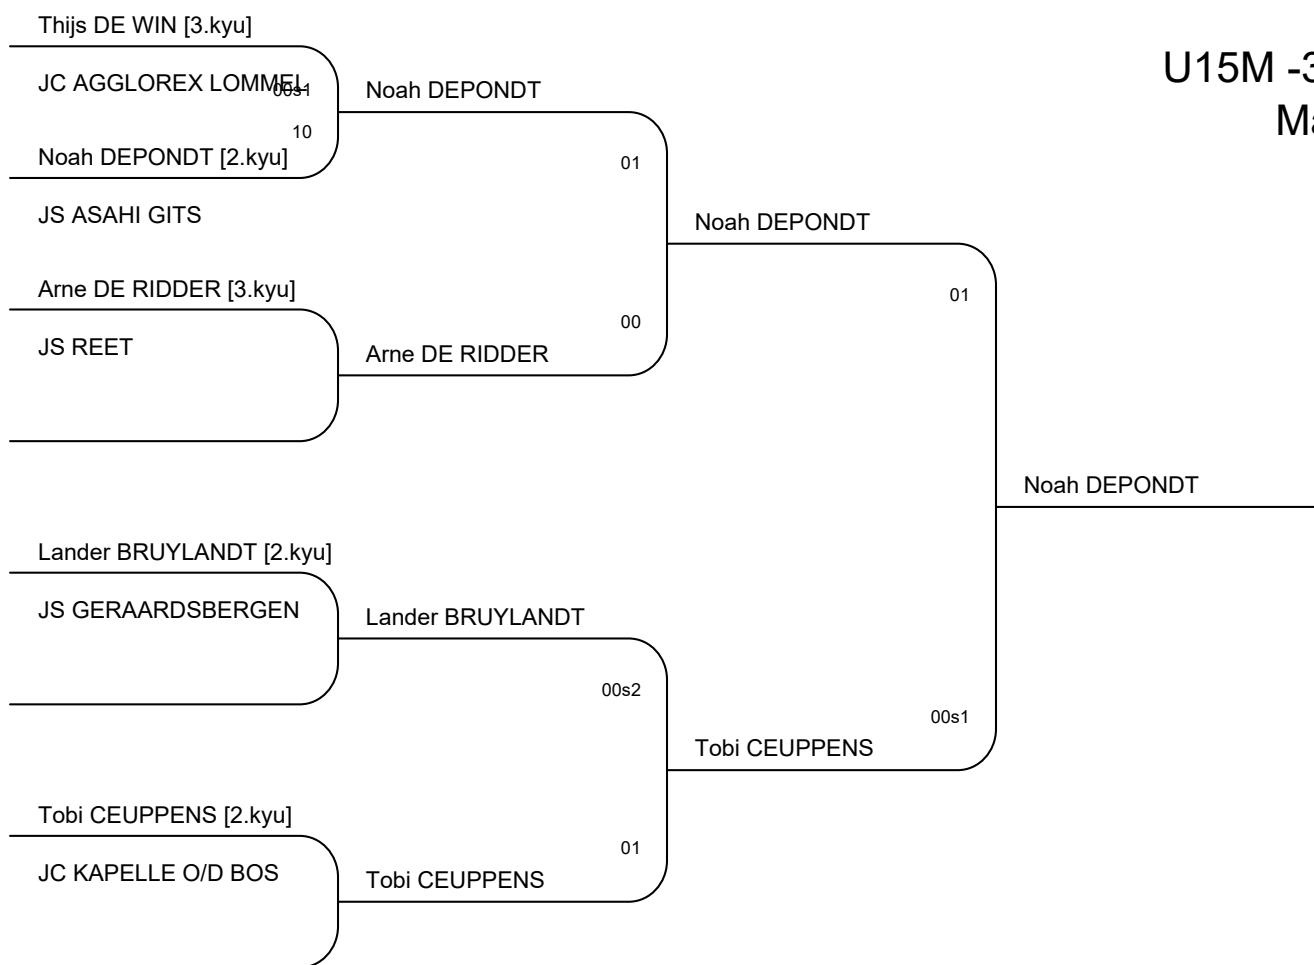 Thijs DE WIN [3.kyu]
JC AGGLOREX LOMMEL
00s1
10
Noah DEPONDT [2.kyu]
JS ASAHI GITS
Arne DE RIDDER [3.kyu]
JS REET
Lander BRUYLANDT [2.kyu]
JS GERAARDSBERGEN
Tobi CEUPPENS [2.kyu]
JC KAPELLE O/D BOS
Noah DEPONDT
01
00
Arne DE RIDDER
Lander BRUYLANDT
00s2
01
Tobi CEUPPENS
Noah DEPONDT
01
00s1
Tobi CEUPPENS
Noah DEPONDT
U15M -3
Ma